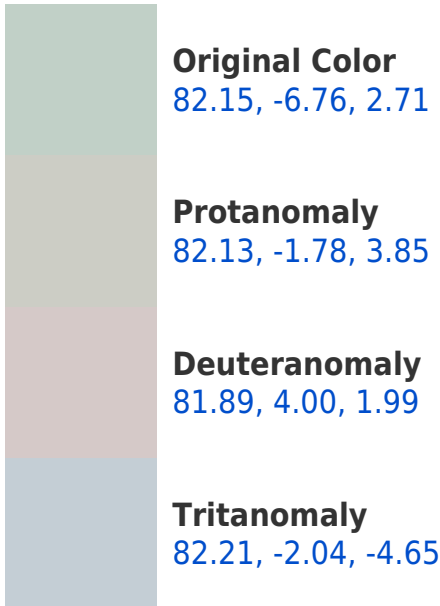 Original Color
82.15, -6.76, 2.71
Protanomaly
82.13, -1.78, 3.85
Deuteranomaly
81.89, 4.00, 1.99
Tritanomaly
82.21, -2.04, -4.65